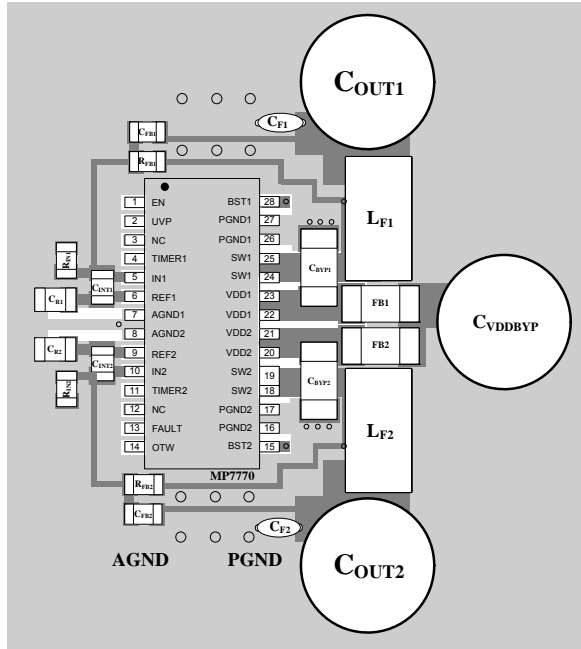 COUT1
CF1
CFB1
RFB1
1 EN BST1 28
2 UVP PGND1 27
3 NC PGND1 26
4 TIMER1 SW1 25
5 IN1 SW1 24
6 REF1 VDD1 23
7 AGND1 VDD1 22
8 AGND2 VDD2 21
9 REF2 VDD2 20
10 IN2 SW2 19
11 TIMER2 SW2 18
12 NC PGND2 17
13 FAULT PGND2 16
14 OTW BST2 15
MP7770
RIN1
CINT1
CR1
CR2
CINT2
RIN2
CBYP1
CBYP2
LF1
FB1
FB2
CVDDBYP
LF2
RFB2
CFB2
CF2
COUT2
AGND PGND